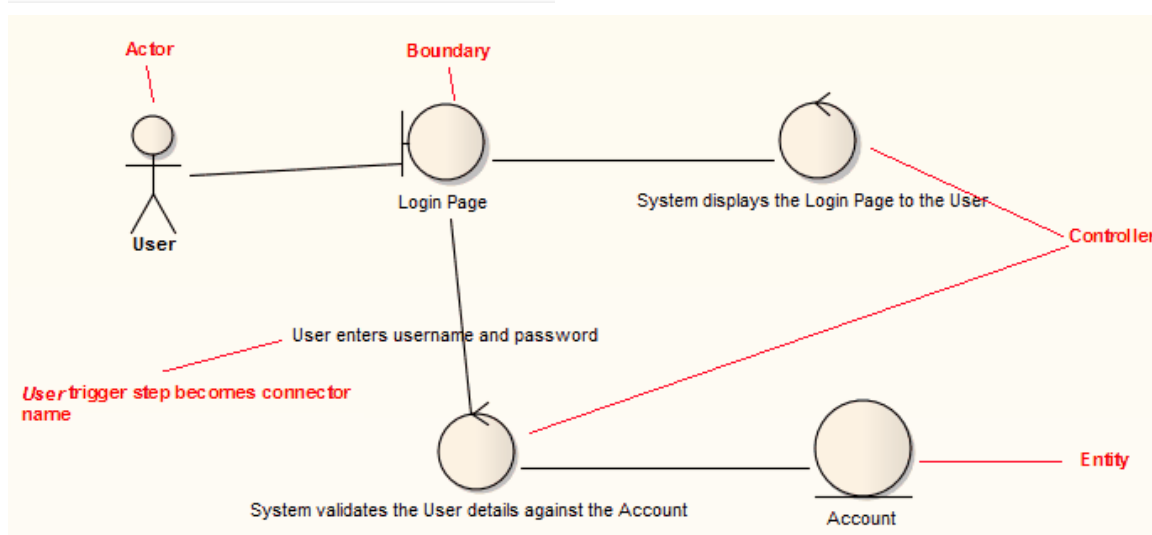 Actor
Boundary
Login Page
System displays the Login Page to the User
User
Controller
User enters username and password
User trigger step becomes connector
name
Entity
System validates the User details against the Account
Account